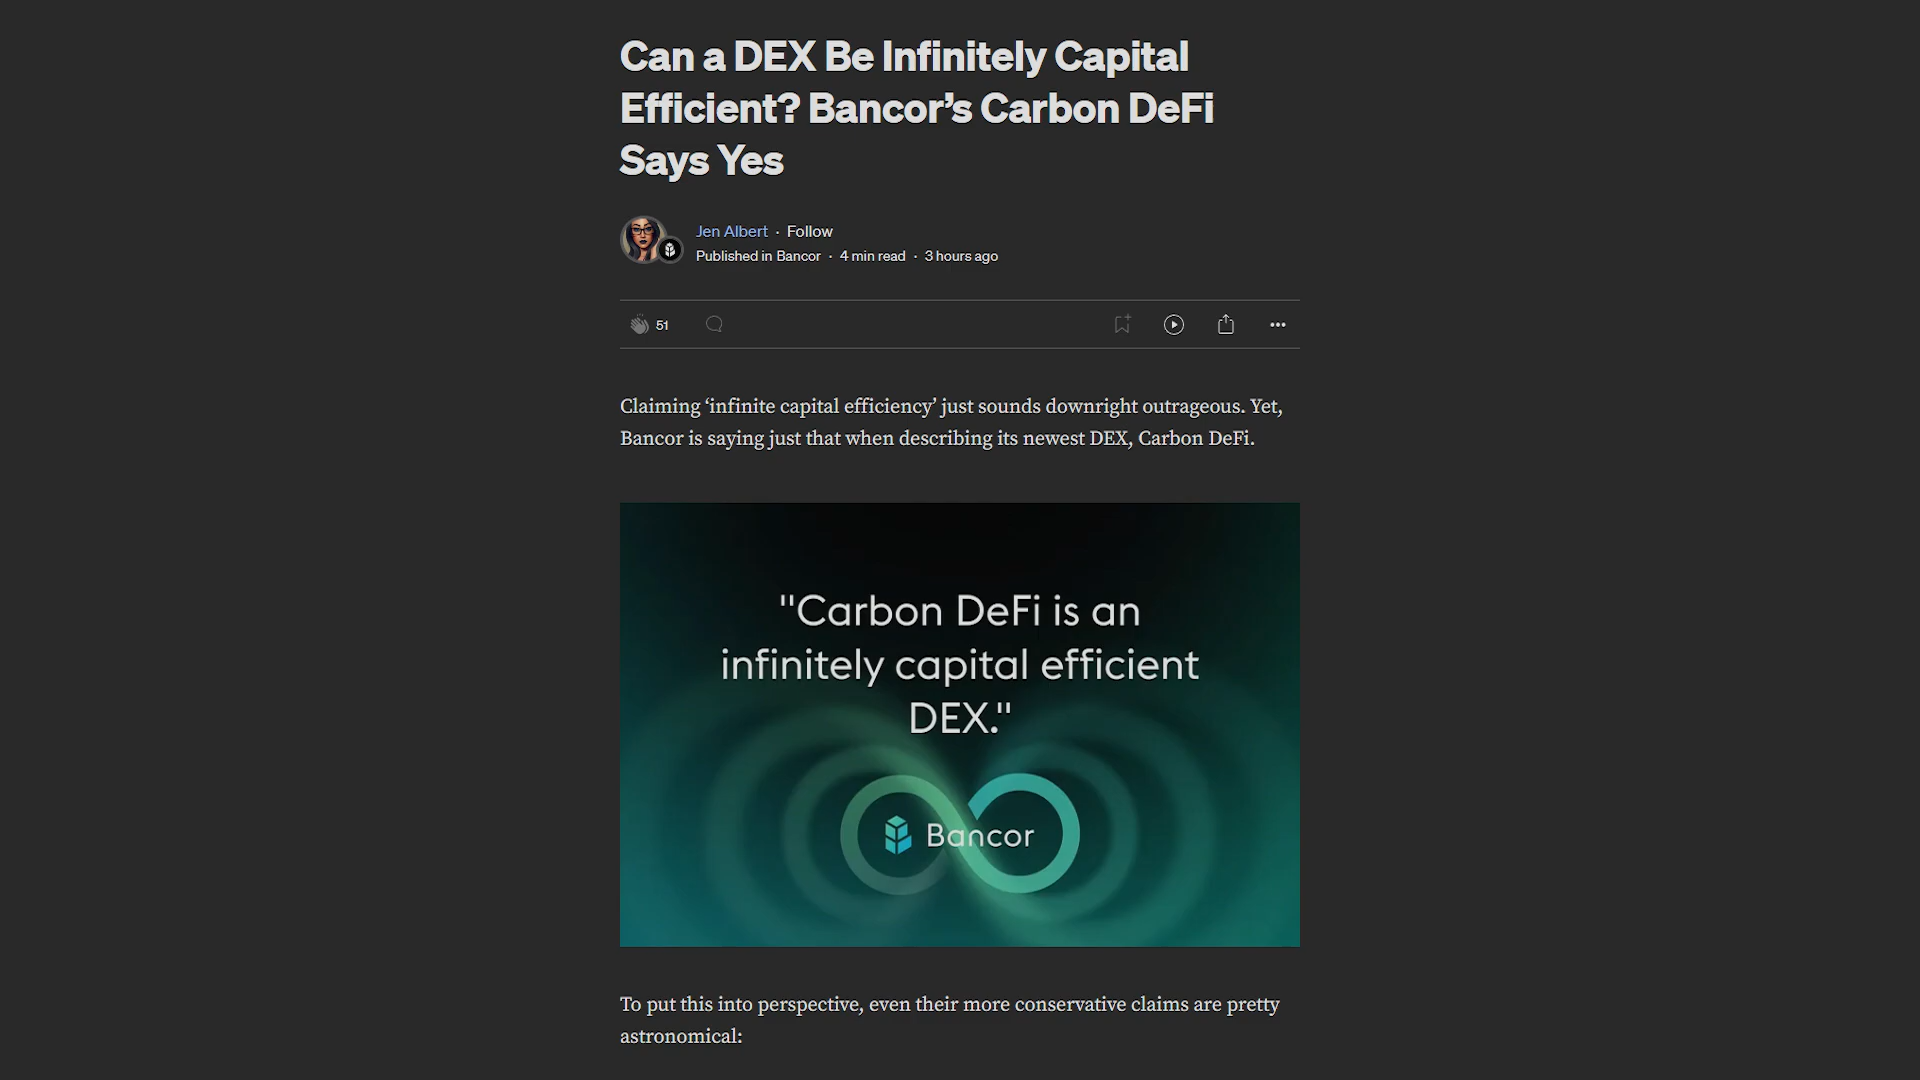 Can a DEX Be Infinitely Capital
Efficient? Bancor’s Carbon DeFi
Says Yes
Jen Albert · Follow
Published in Bancor · 4 min read · 3 hours ago
51
Claiming ‘infinite capital efficiency’ just sounds downright outrageous. Yet,
Bancor is saying just that when describing its newest DEX, Carbon DeFi.
"Carbon DeFi is an
infinitely capital efficient
DEX."
Bancor
To put this into perspective, even their more conservative claims are pretty
astronomical: